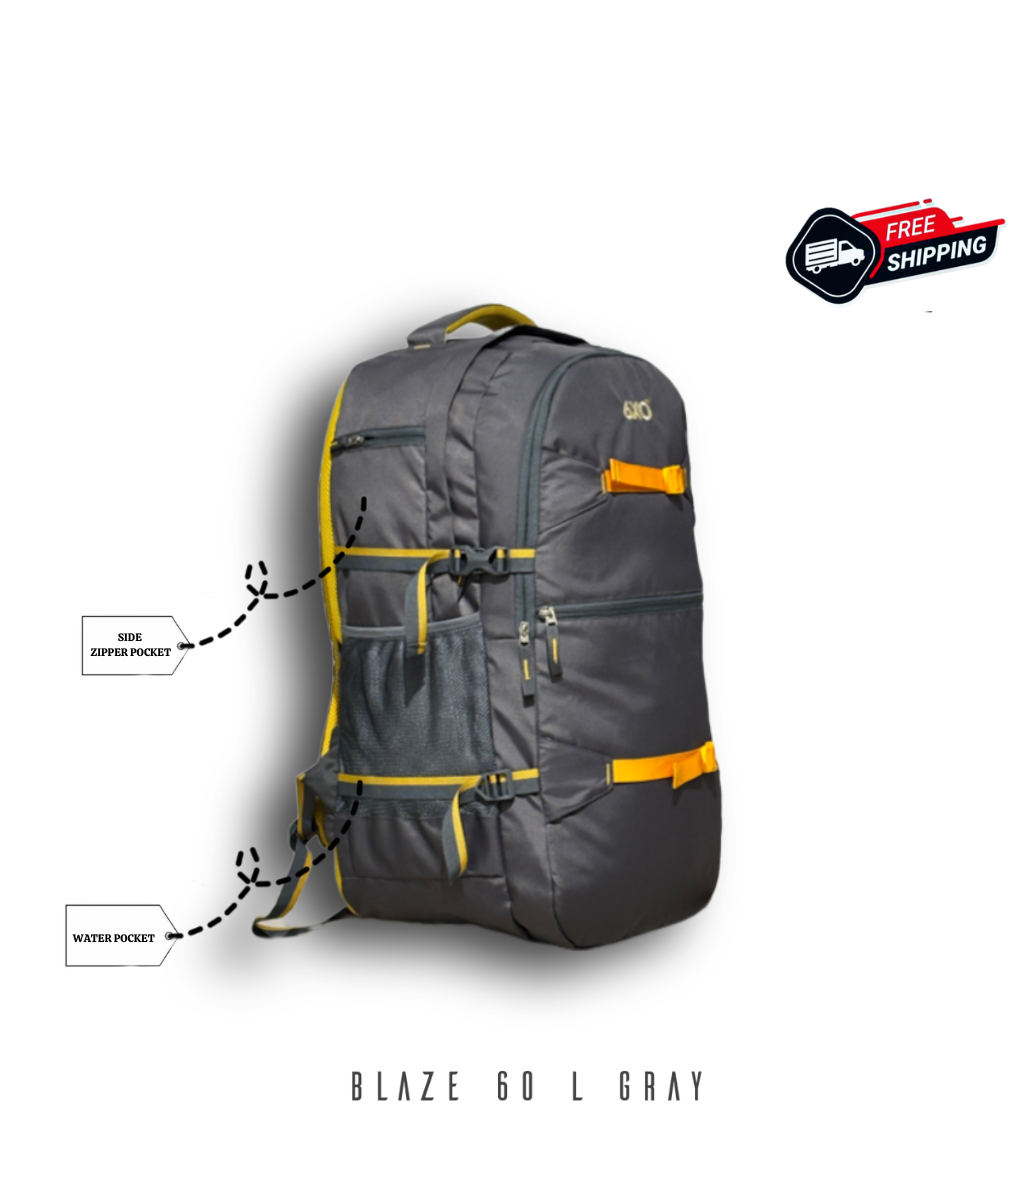 FREE
SHIPPING
SIDE
ZIPPER POCKET
WATER POCKET
BLAZE 60 L GRAY